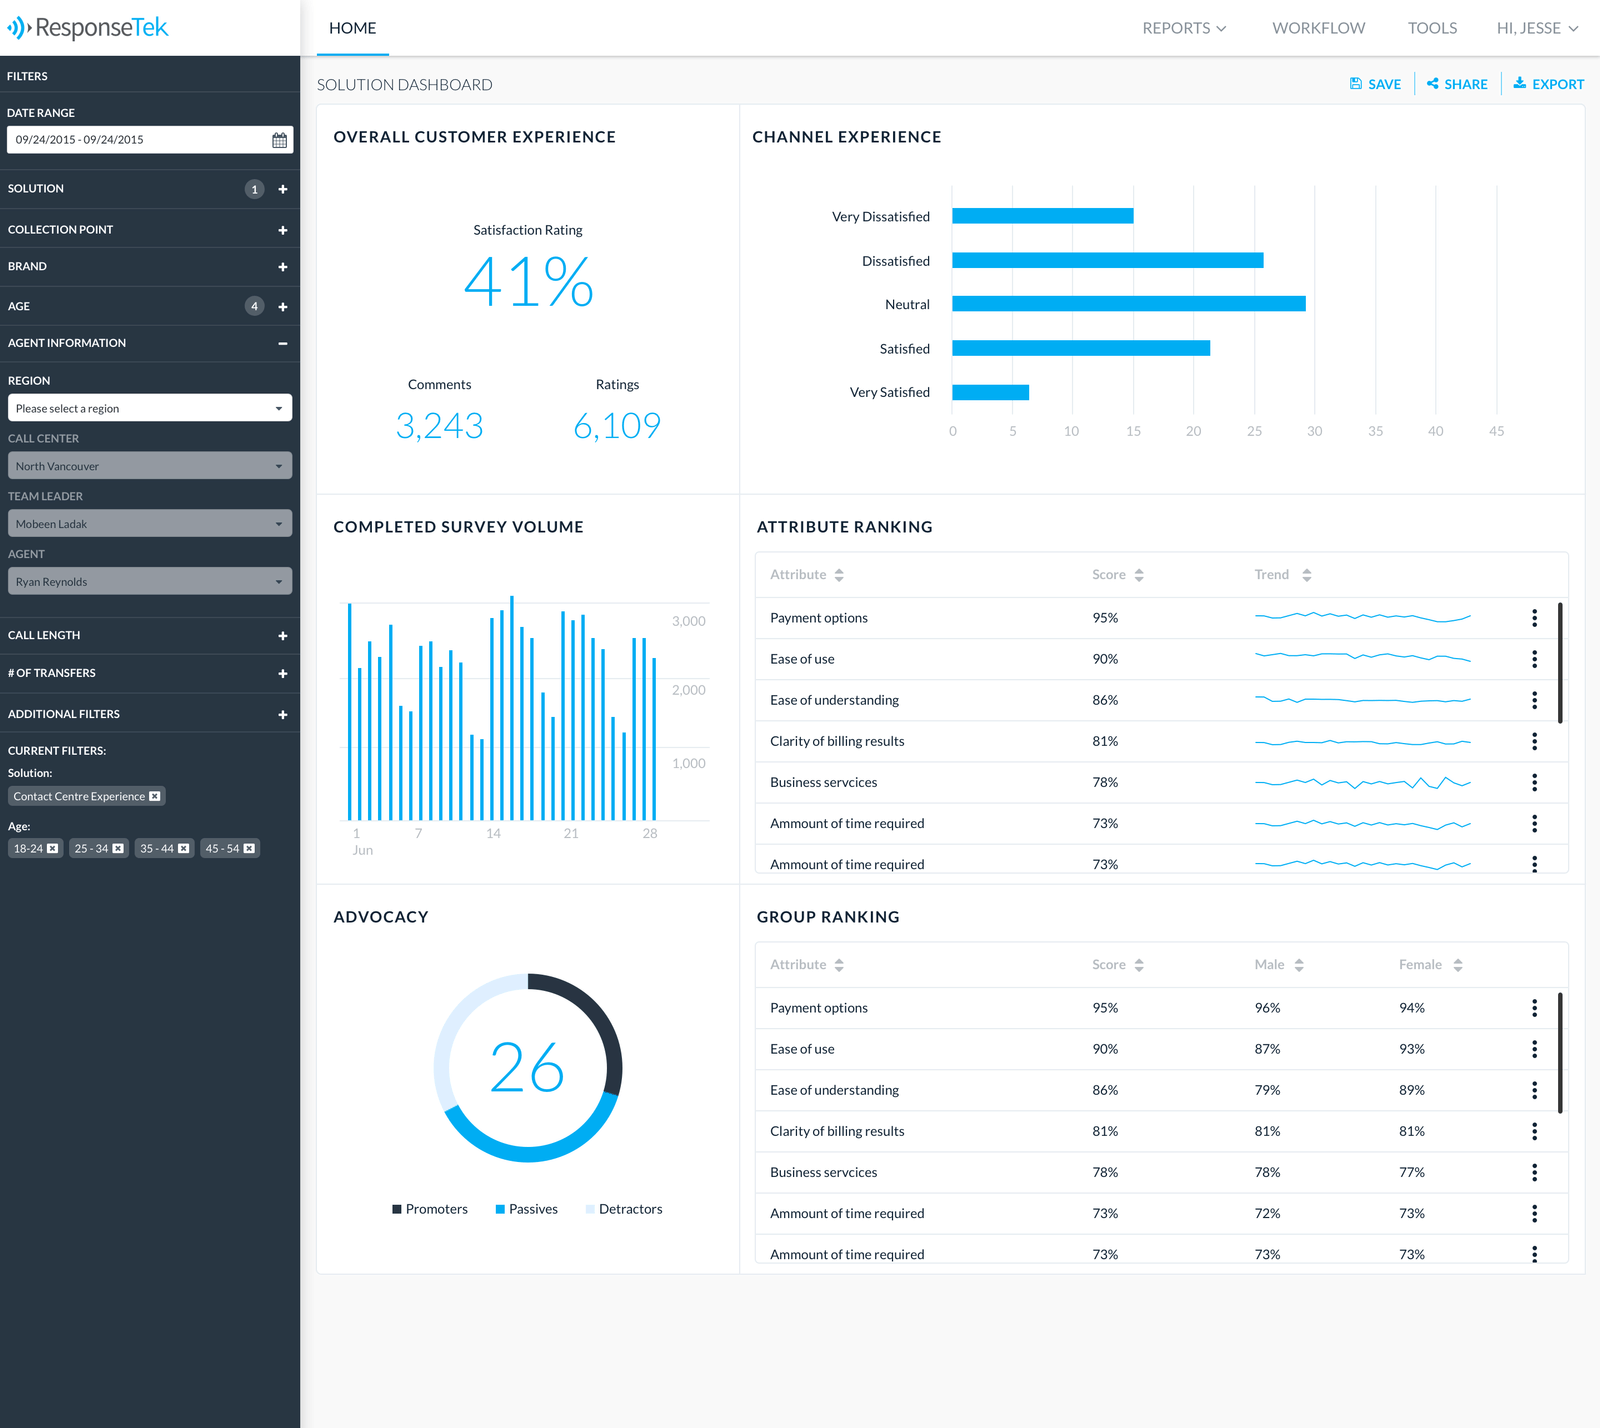 ResponseTek
HOME
REPORTS
WORKFLOW
TOOLS
HI, JESSE
FILTERS
DATE RANGE
09/24/2015 - 09/24/2015
SOLUTION 1
COLLECTION POINT
BRAND
AGE 4
AGENT INFORMATION
REGION
Please select a region
CALL CENTER
North Vancouver
TEAM LEADER
Mobeen Ladak
AGENT
Ryan Reynolds
CALL LENGTH
# OF TRANSFERS
ADDITIONAL FILTERS
CURRENT FILTERS:
Solution:
Contact Centre Experience
Age:
18-24 25 - 34 35 - 44 45 - 54
SOLUTION DASHBOARD
SAVE SHARE EXPORT
OVERALL CUSTOMER EXPERIENCE
Satisfaction Rating
41%
Comments Ratings
3,243 6,109
CHANNEL EXPERIENCE
Very Dissatisfied
Dissatisfied
Neutral
Satisfied
Very Satisfied
0 5 10 15 20 25 30 35 40 45
COMPLETED SURVEY VOLUME
3,000
2,000
1,000
1 7 14 21 28
Jun
ATTRIBUTE RANKING
Attribute Score Trend
Payment options 95%
Ease of use 90%
Ease of understanding 86%
Clarity of billing results 81%
Business servcices 78%
Ammount of time required 73%
Ammount of time required 73%
ADVOCACY
26
Promoters Passives Detractors
GROUP RANKING
Attribute Score Male Female
Payment options 95% 96% 94%
Ease of use 90% 87% 93%
Ease of understanding 86% 79% 89%
Clarity of billing results 81% 81% 81%
Business servcices 78% 78% 77%
Ammount of time required 73% 72% 73%
Ammount of time required 73% 73% 73%